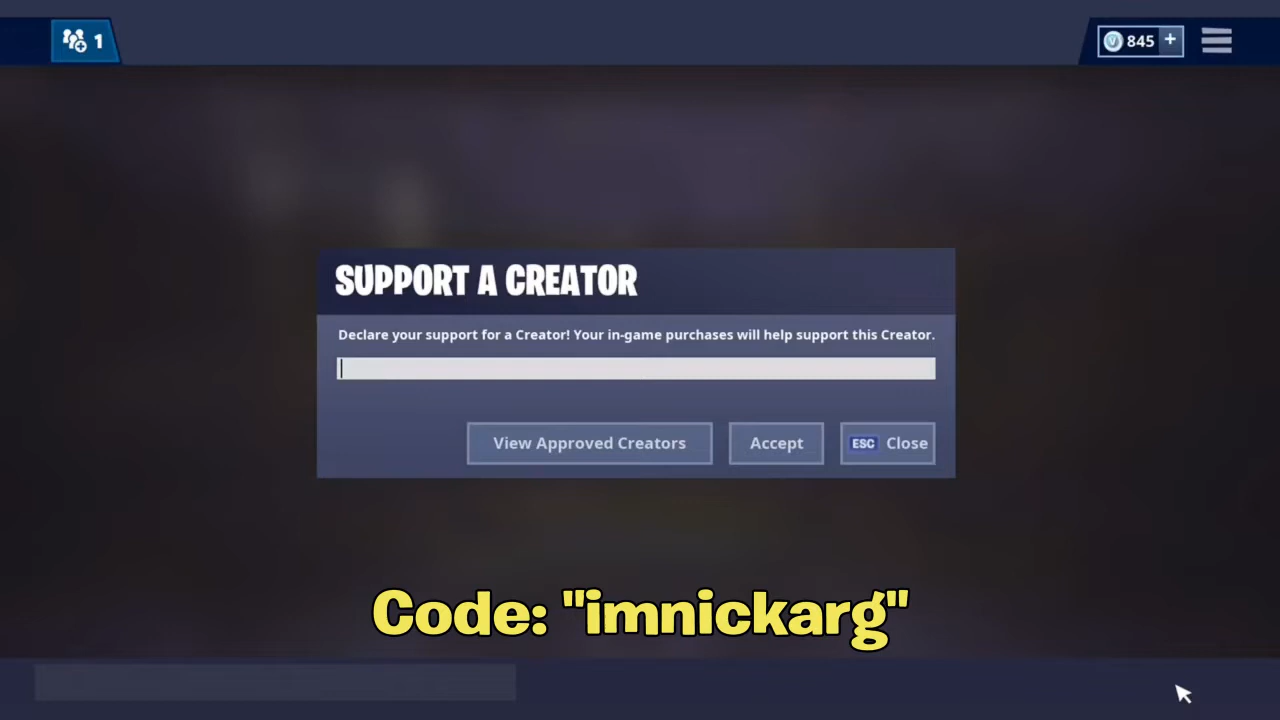 1
845 +
SUPPORT A CREATOR
Declare your support for a Creator! Your in-game purchases will help support this Creator.
View Approved Creators
Accept
ESC Close
Code: "imnickarg"